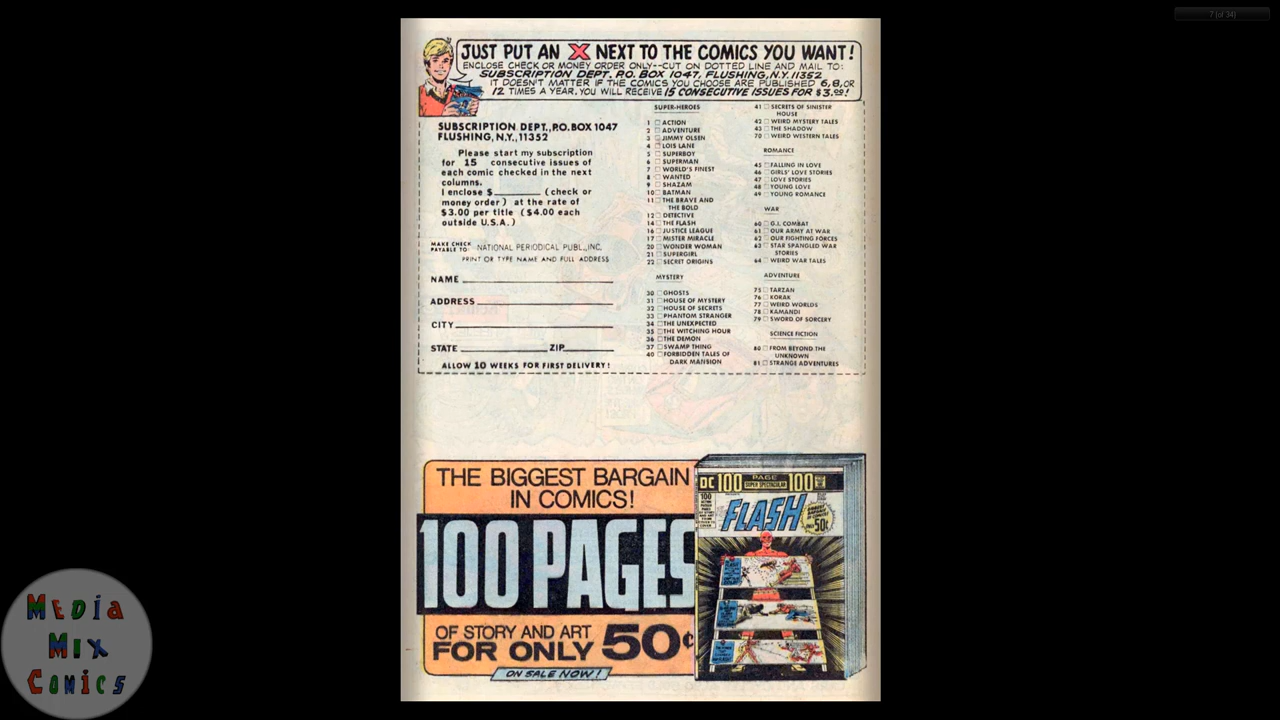 7 (of 34)
JUST PUT AN X NEXT TO THE COMICS YOU WANT!
ENCLOSE CHECK OR MONEY ORDER ONLY--CUT ON DOTTED LINE AND MAIL TO:
SUBSCRIPTION DEPT. P.O. BOX 1047, FLUSHING, N.Y. 11352
IT DOESN'T MATTER IF THE COMICS YOU CHOOSE ARE PUBLISHED 6, 8, OR
12 TIMES A YEAR, YOU WILL RECEIVE 15 CONSECUTIVE ISSUES FOR $3.00!
SUBSCRIPTION DEPT., P.O. BOX 1047
FLUSHING, N.Y., 11352
Please start my subscription
for 15 consecutive issues of
each comic checked in the next
columns.
I enclose $________ (check or
money order) at the rate of
$3.00 per title ($4.00 each
outside U.S.A.)
MAKE CHECK
PAYABLE TO: NATIONAL PERIODICAL PUBL., INC.
PRINT OR TYPE NAME AND FULL ADDRESS
NAME
ADDRESS
CITY
STATE ZIP
ALLOW 10 WEEKS FOR FIRST DELIVERY!
SUPER-HEROES
1 ACTION
2 ADVENTURE
3 JIMMY OLSEN
4 LOIS LANE
5 SUPERBOY
6 SUPERMAN
7 WORLD'S FINEST
8 WANTED
9 SHAZAM
10 BATMAN
11 THE BRAVE AND
THE BOLD
12 DETECTIVE
14 THE FLASH
16 JUSTICE LEAGUE
17 MISTER MIRACLE
20 WONDER WOMAN
21 SUPERGIRL
22 SECRET ORIGINS
MYSTERY
30 GHOSTS
31 HOUSE OF MYSTERY
32 HOUSE OF SECRETS
33 PHANTOM STRANGER
34 THE UNEXPECTED
35 THE WITCHING HOUR
36 THE DEMON
37 SWAMP THING
40 FORBIDDEN TALES OF
DARK MANSION
41 SECRETS OF SINISTER
HOUSE
42 WEIRD MYSTERY TALES
43 THE SHADOW
70 WEIRD WESTERN TALES
ROMANCE
45 FALLING IN LOVE
46 GIRLS' LOVE STORIES
47 LOVE STORIES
48 YOUNG LOVE
49 YOUNG ROMANCE
WAR
60 G.I. COMBAT
61 OUR ARMY AT WAR
62 OUR FIGHTING FORCES
63 STAR SPANGLED WAR
STORIES
64 WEIRD WAR TALES
ADVENTURE
75 TARZAN
76 KORAK
77 WEIRD WORLDS
78 KAMANDI
79 SWORD OF SORCERY
SCIENCE FICTION
80 FROM BEYOND THE
UNKNOWN
81 STRANGE ADVENTURES
THE BIGGEST BARGAIN
IN COMICS!
100 PAGES
OF STORY AND ART
FOR ONLY 50¢
ON SALE NOW!
DC 100 PAGE SUPER SPECTACULAR 100
FLASH
BIGGEST
BARGAIN
IN COMICS!
ONLY 50¢
MEDIA
MIX
COMICS